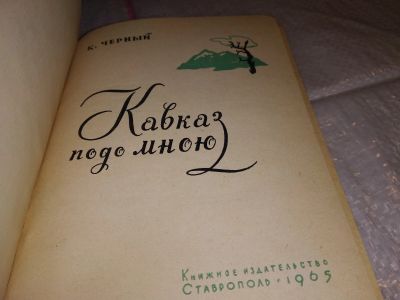 К. ЧЕРНЫЙ
Кавказ
подо мною
Книжное издательство
Ставрополь • 1965